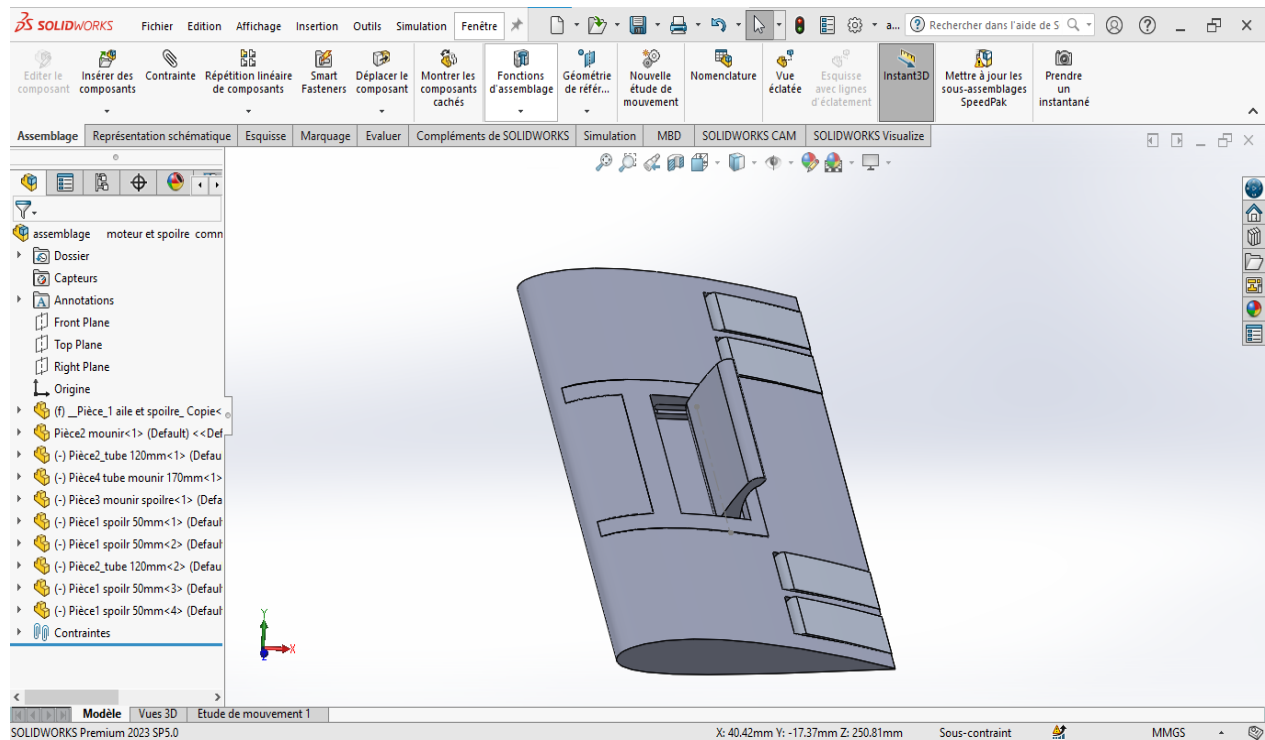 SOLIDWORKS Fichier Edition Affichage Insertion Outils Simulation Fenêtre a... Rechercher dans l'aide de S
Editer le composant
Insérer des composants
Contrainte
Répétition linéaire de composants
Smart Fasteners
Déplacer le composant
Montrer les composants cachés
Fonctions d'assemblage
Géométrie de référ...
Nouvelle étude de mouvement
Nomenclature
Vue éclatée
Esquisse avec lignes d'éclatement
Instant3D
Mettre à jour les sous-assemblages SpeedPak
Prendre un instantané
Assemblage Représentation schématique Esquisse Marquage Evaluer Compléments de SOLIDWORKS Simulation MBD SOLIDWORKS CAM SOLIDWORKS Visualize
assemblage moteur et spoilre comn
Dossier
Capteurs
Annotations
Front Plane
Top Plane
Right Plane
Origine
(f) __Pièce_1 aile et spoilre_ Copie<
Pièce2 mounir<1> (Default) <<Def
(-) Pièce2_tube 120mm<1> (Defau
(-) Pièce4 tube mounir 170mm<1>
(-) Pièce3 mounir spoilre<1> (Defa
(-) Pièce1 spoilr 50mm<1> (Defaul
(-) Pièce1 spoilr 50mm<2> (Defaul
(-) Pièce2_tube 120mm<2> (Defau
(-) Pièce1 spoilr 50mm<3> (Defaul
(-) Pièce1 spoilr 50mm<4> (Defaul
Contraintes
Y
X
Modèle Vues 3D Etude de mouvement 1
SOLIDWORKS Premium 2023 SP5.0 X: 40.42mm Y: -17.37mm Z: 250.81mm Sous-contraint MMGS